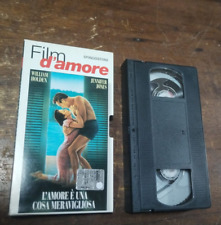 Film
d'amore
WILLIAM
HOLDEN
JENNIFER
JONES
L'AMORE È UNA
COSA MERAVIGLIOSA